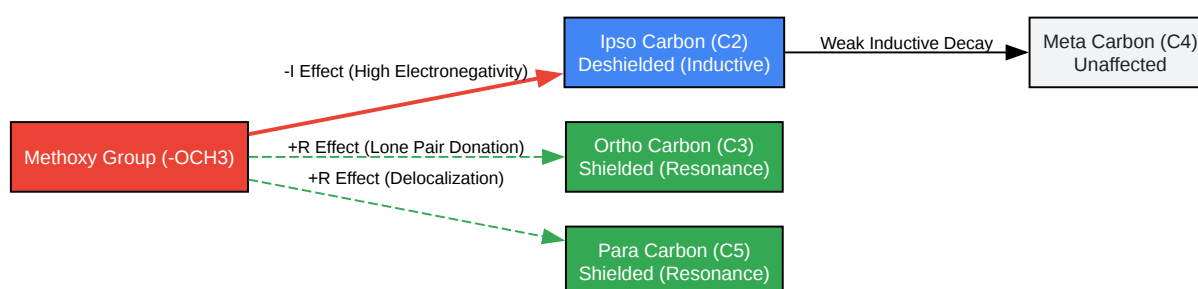 Methoxy Group (-OCH3)
-I Effect (High Electronegativity)
+R Effect (Lone Pair Donation)
+R Effect (Delocalization)
Ipso Carbon (C2)
Deshielded (Inductive)
Weak Inductive Decay
Meta Carbon (C4)
Unaffected
Ortho Carbon (C3)
Shielded (Resonance)
Para Carbon (C5)
Shielded (Resonance)